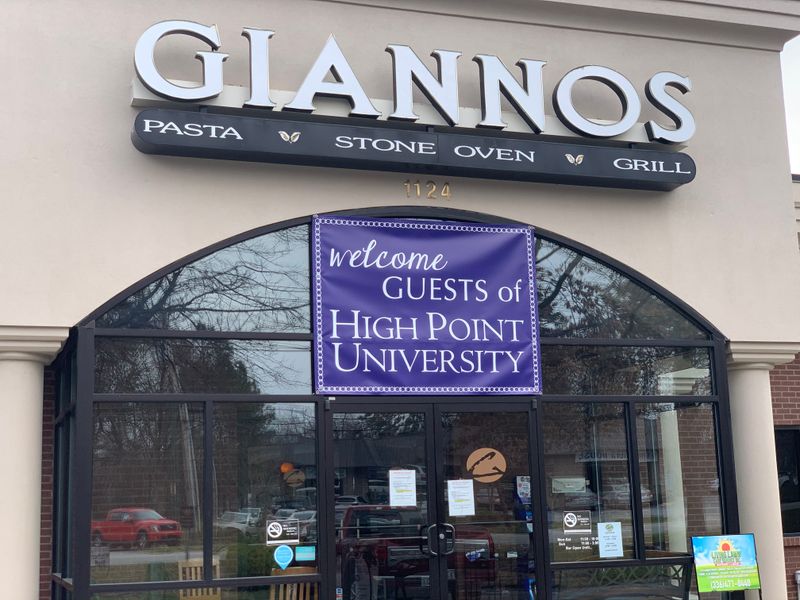 GIANNOS
PASTA STONE OVEN GRILL
1124
welcome
GUESTS of
HIGH POINT
UNIVERSITY